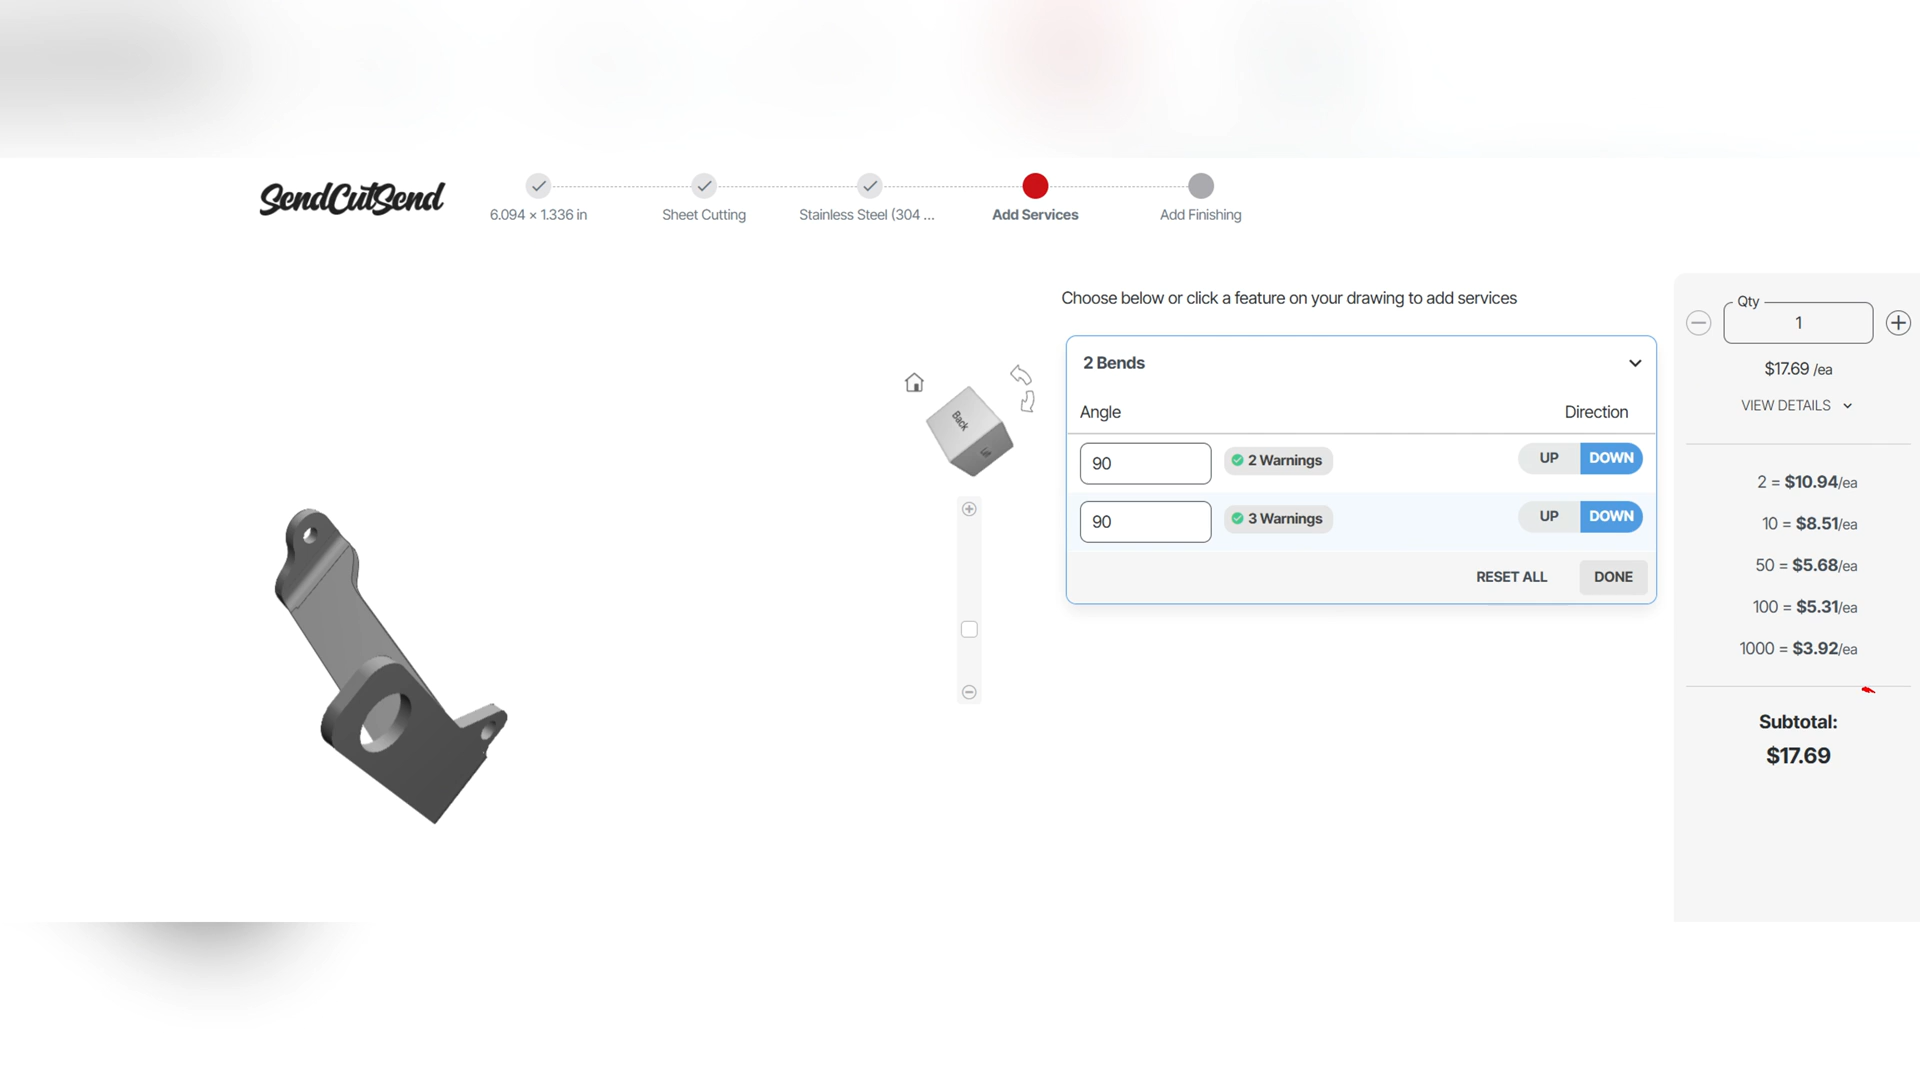 SendCutSend
6.094 × 1.336 in
Sheet Cutting
Stainless Steel (304 ...
Add Services
Add Finishing
Choose below or click a feature on your drawing to add services
2 Bends
Angle
Direction
90
2 Warnings
UP
DOWN
90
3 Warnings
UP
DOWN
RESET ALL
DONE
Back
Left
Qty
1
$17.69 /ea
VIEW DETAILS
2 = $10.94/ea
10 = $8.51/ea
50 = $5.68/ea
100 = $5.31/ea
1000 = $3.92/ea
Subtotal:
$17.69